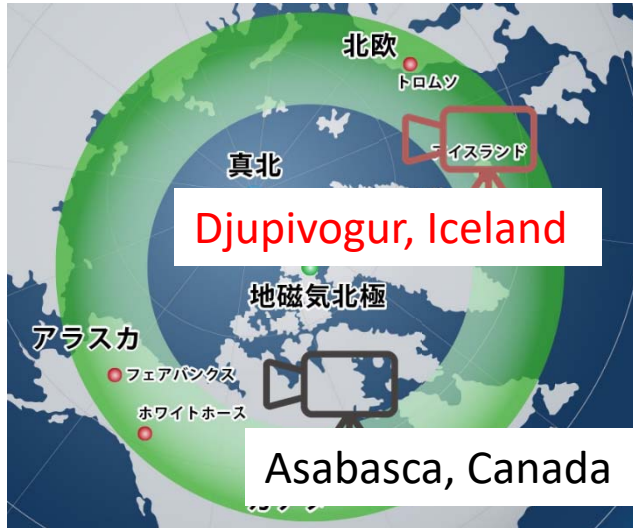 北欧
トロムソ
アイスランド
真北
Djupivogur, Iceland
地磁気北極
アラスカ
フェアバンクス
ホワイトホース
Asabasca, Canada